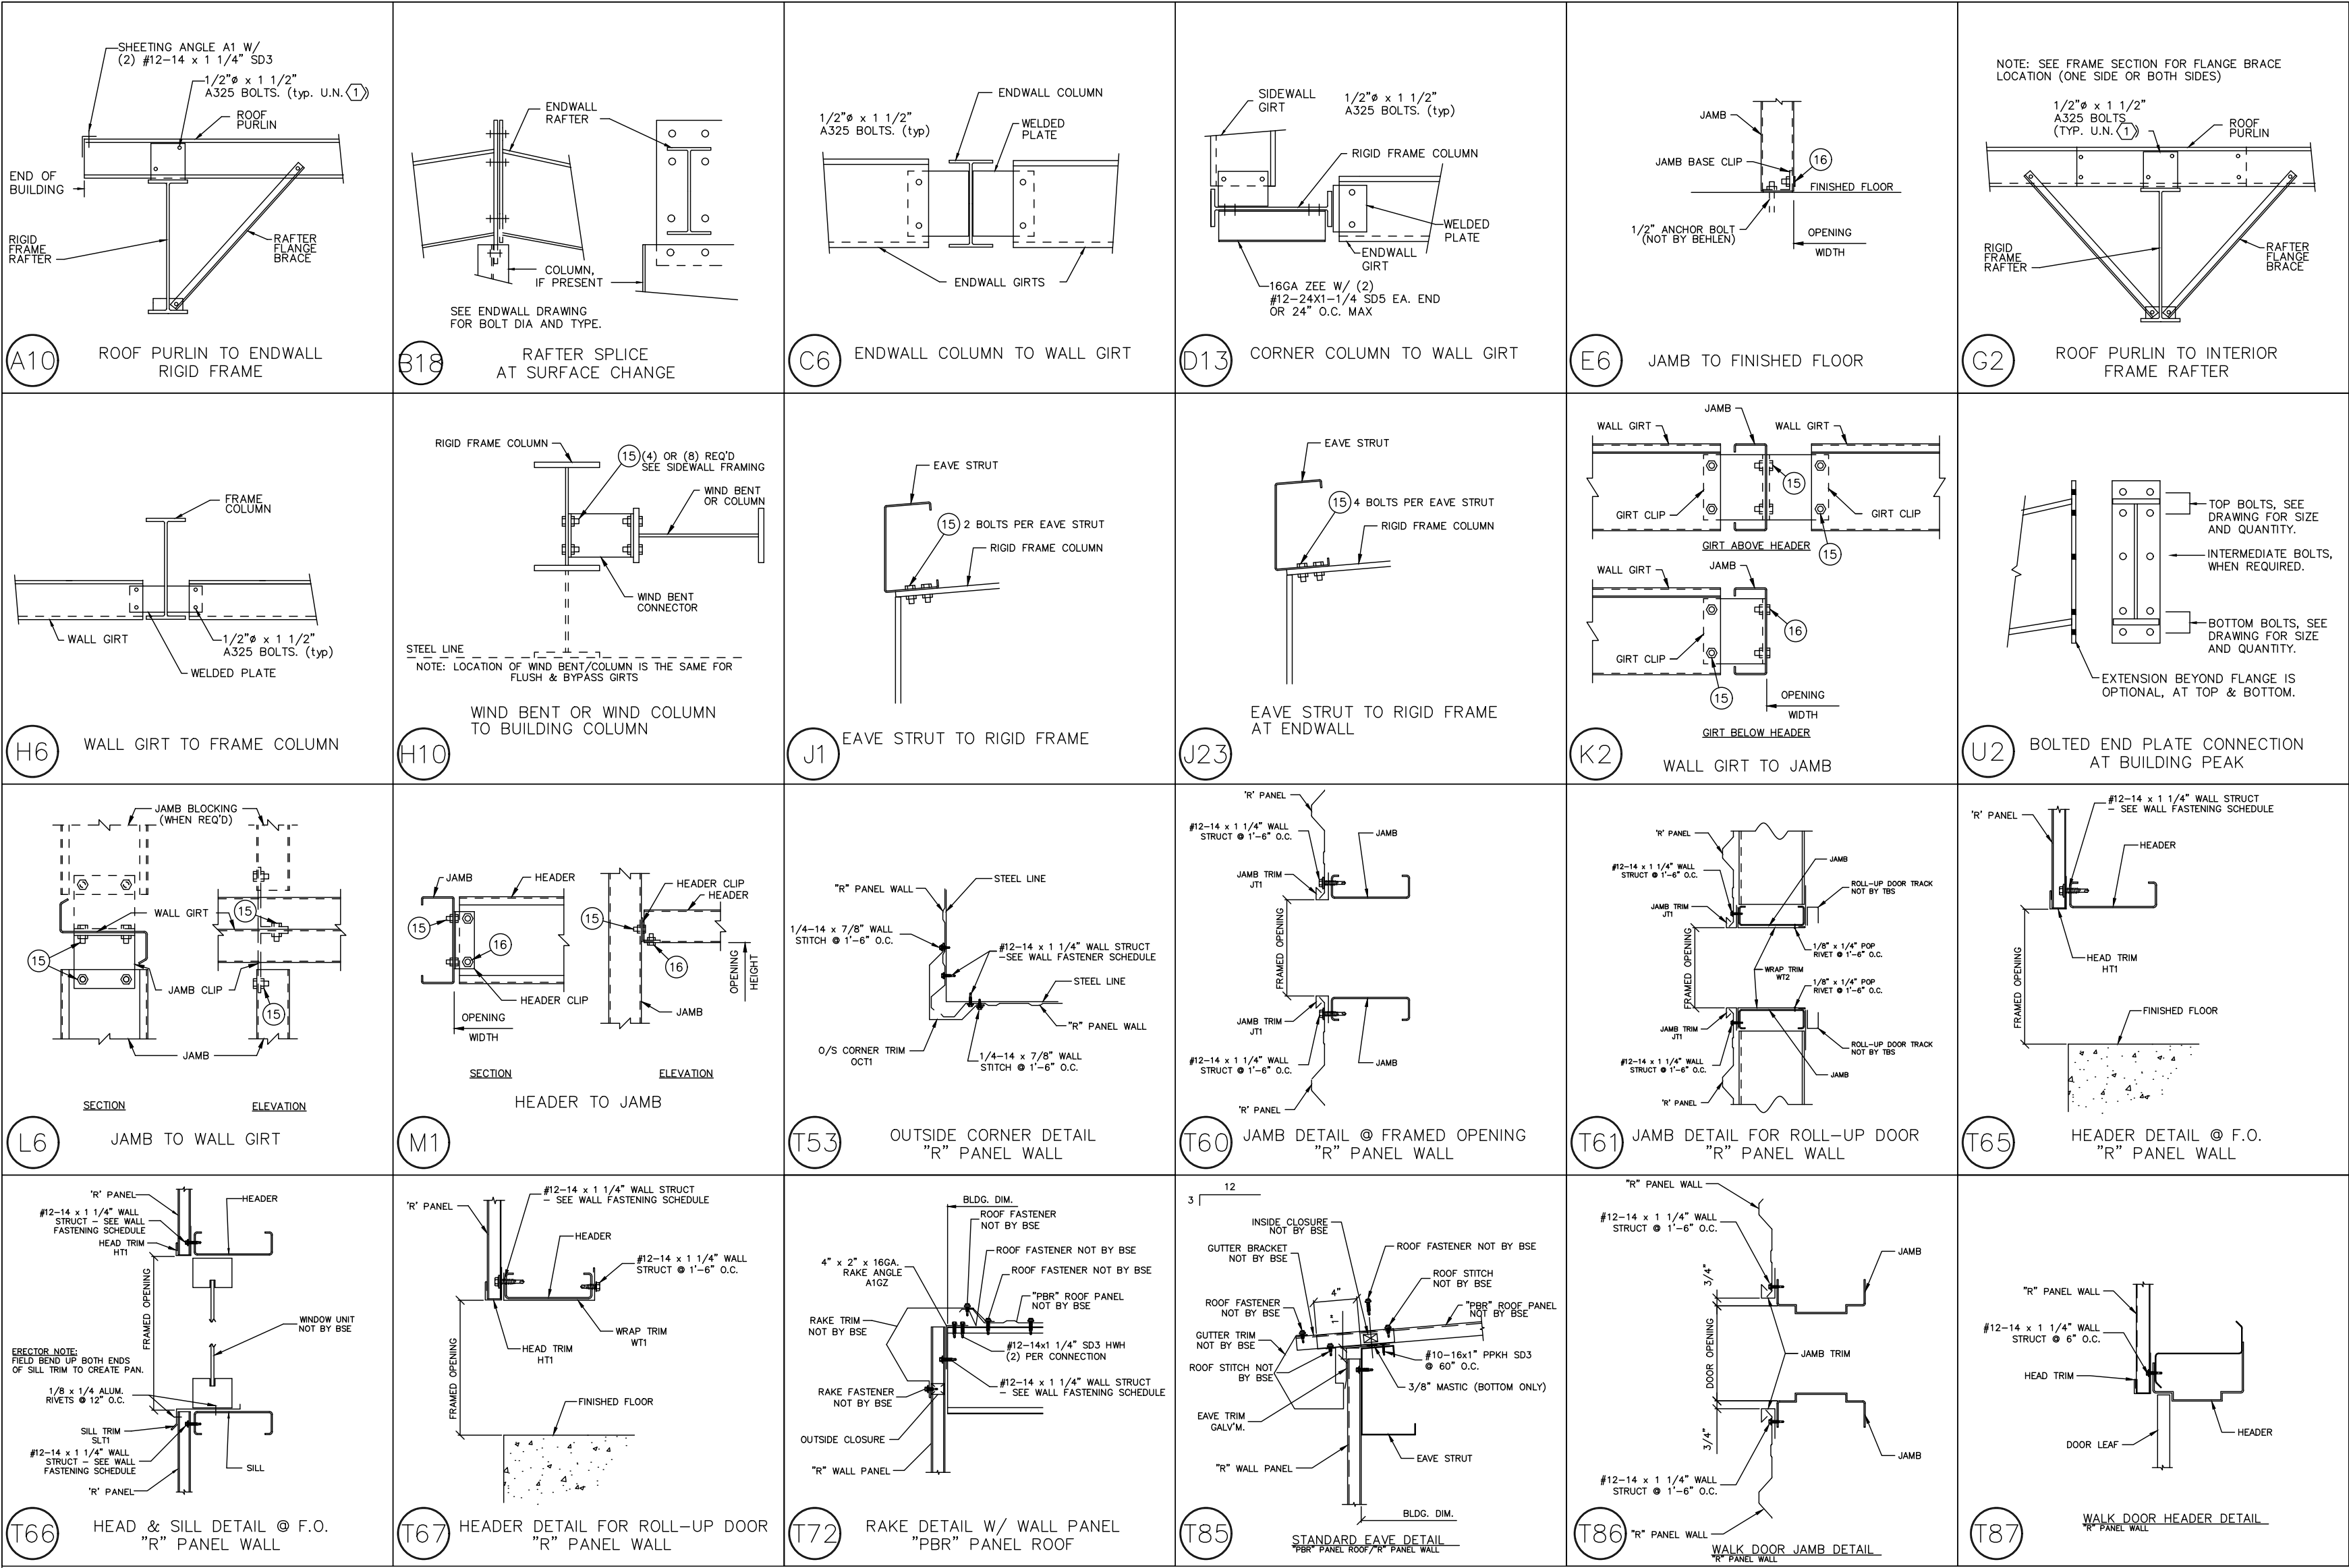 SHEETING ANGLE A1 W/
(2) #12-14 x 1 1/4" SD3
1/2"ø x 1 1/2"
A325 BOLTS. (typ. U.N. 1)
ROOF
PURLIN
END OF
BUILDING
RIGID
FRAME
RAFTER
RAFTER
FLANGE
BRACE
A10
ROOF PURLIN TO ENDWALL
RIGID FRAME
ENDWALL
RAFTER
COLUMN,
IF PRESENT
SEE ENDWALL DRAWING
FOR BOLT DIA AND TYPE.
B18
RAFTER SPLICE
AT SURFACE CHANGE
1/2"ø x 1 1/2"
A325 BOLTS. (typ)
ENDWALL COLUMN
WELDED
PLATE
ENDWALL GIRTS
C6
ENDWALL COLUMN TO WALL GIRT
SIDEWALL
GIRT
1/2"ø x 1 1/2"
A325 BOLTS. (typ)
RIGID FRAME COLUMN
WELDED
PLATE
ENDWALL
GIRT
16GA ZEE W/ (2)
#12-24X1-1/4 SD5 EA. END
OR 24" O.C. MAX
D13
CORNER COLUMN TO WALL GIRT
JAMB
JAMB BASE CLIP
16
FINISHED FLOOR
1/2" ANCHOR BOLT
(NOT BY BEHLEN)
OPENING
WIDTH
E6
JAMB TO FINISHED FLOOR
NOTE: SEE FRAME SECTION FOR FLANGE BRACE
LOCATION (ONE SIDE OR BOTH SIDES)
1/2"ø x 1 1/2"
A325 BOLTS
(TYP. U.N. 1)
ROOF
PURLIN
RIGID
FRAME
RAFTER
RAFTER
FLANGE
BRACE
G2
ROOF PURLIN TO INTERIOR
FRAME RAFTER
FRAME
COLUMN
WALL GIRT
1/2"ø x 1 1/2"
A325 BOLTS. (typ)
WELDED PLATE
H6
WALL GIRT TO FRAME COLUMN
RIGID FRAME COLUMN
15 (4) OR (8) REQ'D
SEE SIDEWALL FRAMING
WIND BENT
OR COLUMN
WIND BENT
CONNECTOR
STEEL LINE
NOTE: LOCATION OF WIND BENT/COLUMN IS THE SAME FOR
FLUSH & BYPASS GIRTS
H10
WIND BENT OR WIND COLUMN
TO BUILDING COLUMN
EAVE STRUT
15 2 BOLTS PER EAVE STRUT
RIGID FRAME COLUMN
J1
EAVE STRUT TO RIGID FRAME
EAVE STRUT
15 4 BOLTS PER EAVE STRUT
RIGID FRAME COLUMN
J23
EAVE STRUT TO RIGID FRAME
AT ENDWALL
JAMB
WALL GIRT
WALL GIRT
15
GIRT CLIP
GIRT CLIP
GIRT ABOVE HEADER
15
WALL GIRT
JAMB
16
GIRT CLIP
15
OPENING
WIDTH
GIRT BELOW HEADER
K2
WALL GIRT TO JAMB
TOP BOLTS, SEE
DRAWING FOR SIZE
AND QUANTITY.
INTERMEDIATE BOLTS,
WHEN REQUIRED.
BOTTOM BOLTS, SEE
DRAWING FOR SIZE
AND QUANTITY.
EXTENSION BEYOND FLANGE IS
OPTIONAL, AT TOP & BOTTOM.
U2
BOLTED END PLATE CONNECTION
AT BUILDING PEAK
JAMB BLOCKING
(WHEN REQ'D)
WALL GIRT
15
15
JAMB CLIP
15
JAMB
SECTION
ELEVATION
L6
JAMB TO WALL GIRT
JAMB
HEADER
15
16
HEADER CLIP
OPENING
WIDTH
HEADER CLIP
HEADER
15
16
OPENING
HEIGHT
JAMB
SECTION
ELEVATION
M1
HEADER TO JAMB
"R" PANEL WALL
STEEL LINE
1/4-14 x 7/8" WALL
STITCH @ 1'-6" O.C.
#12-14 x 1 1/4" WALL STRUCT
-SEE WALL FASTENER SCHEDULE
STEEL LINE
"R" PANEL WALL
O/S CORNER TRIM
OCT1
1/4-14 x 7/8" WALL
STITCH @ 1'-6" O.C.
T53
OUTSIDE CORNER DETAIL
"R" PANEL WALL
'R' PANEL
#12-14 x 1 1/4" WALL
STRUCT @ 1'-6" O.C.
JAMB
JAMB TRIM
JT1
FRAMED OPENING
JAMB TRIM
JT1
#12-14 x 1 1/4" WALL
STRUCT @ 1'-6" O.C.
JAMB
'R' PANEL
T60
JAMB DETAIL @ FRAMED OPENING
"R" PANEL WALL
'R' PANEL
#12-14 x 1 1/4" WALL
STRUCT @ 1'-6" O.C.
JAMB
ROLL-UP DOOR TRACK
NOT BY TBS
JAMB TRIM
JT1
FRAMED OPENING
1/8" x 1/4" POP
RIVET @ 1'-6" O.C.
WRAP TRIM
WT2
1/8" x 1/4" POP
RIVET @ 1'-6" O.C.
JAMB TRIM
JT1
ROLL-UP DOOR TRACK
NOT BY TBS
#12-14 x 1 1/4" WALL
STRUCT @ 1'-6" O.C.
JAMB
'R' PANEL
T61
JAMB DETAIL FOR ROLL-UP DOOR
"R" PANEL WALL
#12-14 x 1 1/4" WALL STRUCT
- SEE WALL FASTENING SCHEDULE
'R' PANEL
HEADER
HEAD TRIM
HT1
FRAMED OPENING
FINISHED FLOOR
T65
HEADER DETAIL @ F.O.
"R" PANEL WALL
'R' PANEL
HEADER
#12-14 x 1 1/4" WALL
STRUCT - SEE WALL
FASTENING SCHEDULE
HEAD TRIM
HT1
FRAMED OPENING
WINDOW UNIT
NOT BY BSE
ERECTOR NOTE:
FIELD BEND UP BOTH ENDS
OF SILL TRIM TO CREATE PAN.
1/8 x 1/4 ALUM.
RIVETS @ 12" O.C.
SILL TRIM
SLT1
#12-14 x 1 1/4" WALL
STRUCT - SEE WALL
FASTENING SCHEDULE
SILL
'R' PANEL
T66
HEAD & SILL DETAIL @ F.O.
"R" PANEL WALL
#12-14 x 1 1/4" WALL STRUCT
- SEE WALL FASTENING SCHEDULE
'R' PANEL
HEADER
#12-14 x 1 1/4" WALL
STRUCT @ 1'-6" O.C.
WRAP TRIM
WT1
HEAD TRIM
HT1
FRAMED OPENING
FINISHED FLOOR
T67
HEADER DETAIL FOR ROLL-UP DOOR
"R" PANEL WALL
BLDG. DIM.
ROOF FASTENER
NOT BY BSE
ROOF FASTENER NOT BY BSE
4" x 2" x 16GA.
RAKE ANGLE
A1GZ
ROOF FASTENER NOT BY BSE
"PBR" ROOF PANEL
NOT BY BSE
RAKE TRIM
NOT BY BSE
#12-14x1 1/4" SD3 HWH
(2) PER CONNECTION
#12-14 x 1 1/4" WALL STRUCT
- SEE WALL FASTENING SCHEDULE
RAKE FASTENER
NOT BY BSE
OUTSIDE CLOSURE
"R" WALL PANEL
T72
RAKE DETAIL W/ WALL PANEL
"PBR" PANEL ROOF
12
3
INSIDE CLOSURE
NOT BY BSE
GUTTER BRACKET
NOT BY BSE
ROOF FASTENER NOT BY BSE
ROOF STITCH
NOT BY BSE
4"
1"
ROOF FASTENER
NOT BY BSE
"PBR" ROOF PANEL
NOT BY BSE
GUTTER TRIM
NOT BY BSE
#10-16x1" PPKH SD3
@ 60" O.C.
ROOF STITCH NOT
BY BSE
3/8" MASTIC (BOTTOM ONLY)
EAVE TRIM
GALV'M.
EAVE STRUT
"R" WALL PANEL
BLDG. DIM.
T85
STANDARD EAVE DETAIL
"PBR" PANEL ROOF/"R" PANEL WALL
"R" PANEL WALL
#12-14 x 1 1/4" WALL
STRUCT @ 1'-6" O.C.
JAMB
3/4"
DOOR OPENING
JAMB TRIM
3/4"
JAMB
#12-14 x 1 1/4" WALL
STRUCT @ 1'-6" O.C.
"R" PANEL WALL
T86
WALK DOOR JAMB DETAIL
"R" PANEL WALL
"R" PANEL WALL
#12-14 x 1 1/4" WALL
STRUCT @ 6" O.C.
HEAD TRIM
HEADER
DOOR LEAF
T87
WALK DOOR HEADER DETAIL
"R" PANEL WALL